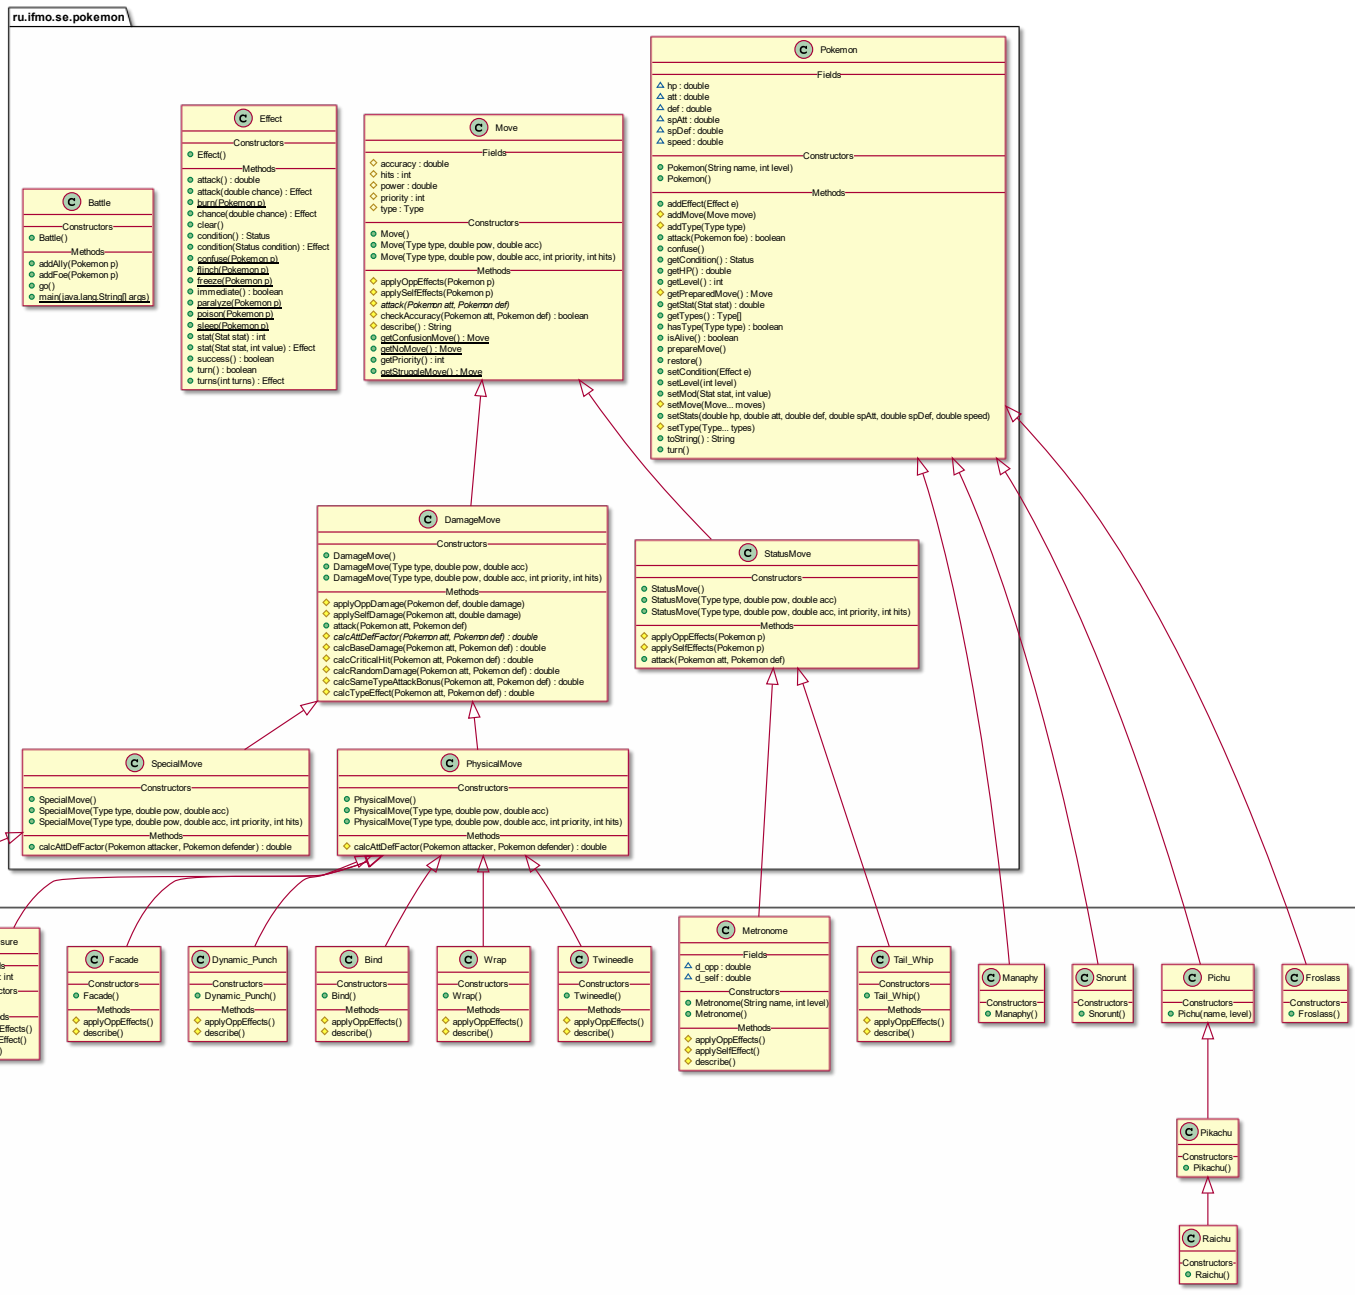 ru.ifmo.se.pokemon
Pokemon
Fields
hp : double
att : double
def : double
spAtt : double
spDef : double
speed : double
Constructors
Pokemon(String name, int level)
Pokemon()
Methods
addEffect(Effect e)
addMove(Move move)
addType(Type type)
attack(Pokemon foe) : boolean
confuse()
getCondition() : Status
getHP() : double
getLevel() : int
getPreparedMove() : Move
getStat(Stat stat) : double
getTypes() : Type[]
hasType(Type type) : boolean
isAlive() : boolean
prepareMove()
restore()
setCondition(Effect e)
setLevel(int level)
setMod(Stat stat, int value)
setMove(Move... moves)
setStats(double hp, double att, double def, double spAtt, double spDef, double speed)
setType(Type... types)
toString() : String
turn()
Effect
Constructors
Effect()
Methods
attack() : double
attack(double chance) : Effect
burn(Pokemon p)
chance(double chance) : Effect
clear()
condition() : Status
condition(Status condition) : Effect
confuse(Pokemon p)
flinch(Pokemon p)
freeze(Pokemon p)
immediate() : boolean
paralyze(Pokemon p)
poison(Pokemon p)
sleep(Pokemon p)
stat(Stat stat) : int
stat(Stat stat, int value) : Effect
success() : boolean
turn() : boolean
turns(int turns) : Effect
Move
Fields
accuracy : double
hits : int
power : double
priority : int
type : Type
Constructors
Move()
Move(Type type, double pow, double acc)
Move(Type type, double pow, double acc, int priority, int hits)
Methods
applyOppEffects(Pokemon p)
applySelfEffects(Pokemon p)
attack(Pokemon att, Pokemon def)
checkAccuracy(Pokemon att, Pokemon def) : boolean
describe() : String
getConfusionMove() : Move
getNoMove() : Move
getPriority() : int
getStruggleMove() : Move
Battle
Constructors
Battle()
Methods
addAlly(Pokemon p)
addFoe(Pokemon p)
go()
main(java.lang.String[] args)
DamageMove
Constructors
DamageMove()
DamageMove(Type type, double pow, double acc)
DamageMove(Type type, double pow, double acc, int priority, int hits)
Methods
applyOppDamage(Pokemon def, double damage)
applySelfDamage(Pokemon att, double damage)
attack(Pokemon att, Pokemon def)
calcAttDefFactor(Pokemon att, Pokemon def) : double
calcBaseDamage(Pokemon att, Pokemon def) : double
calcCriticalHit(Pokemon att, Pokemon def) : double
calcRandomDamage(Pokemon att, Pokemon def) : double
calcSameTypeAttackBonus(Pokemon att, Pokemon def) : double
calcTypeEffect(Pokemon att, Pokemon def) : double
StatusMove
Constructors
StatusMove()
StatusMove(Type type, double pow, double acc)
StatusMove(Type type, double pow, double acc, int priority, int hits)
Methods
applyOppEffects(Pokemon p)
applySelfEffects(Pokemon p)
attack(Pokemon att, Pokemon def)
SpecialMove
Constructors
SpecialMove()
SpecialMove(Type type, double pow, double acc)
SpecialMove(Type type, double pow, double acc, int priority, int hits)
Methods
calcAttDefFactor(Pokemon attacker, Pokemon defender) : double
PhysicalMove
Constructors
PhysicalMove()
PhysicalMove(Type type, double pow, double acc)
PhysicalMove(Type type, double pow, double acc, int priority, int hits)
Methods
calcAttDefFactor(Pokemon attacker, Pokemon defender) : double
sure
ds
: int
ctors
ds
Effects()
Effect()
)
Facade
Constructors
Facade()
Methods
applyOppEffects()
describe()
Dynamic_Punch
Constructors
Dynamic_Punch()
Methods
applyOppEffects()
describe()
Bind
Constructors
Bind()
Methods
applyOppEffects()
describe()
Wrap
Constructors
Wrap()
Methods
applyOppEffects()
describe()
Twineedle
Constructors
Twineedle()
Methods
applyOppEffects()
describe()
Metronome
Fields
d_opp : double
d_self : double
Constructors
Metronome(String name, int level)
Metronome()
Methods
applyOppEffects()
applySelfEffect()
describe()
Tail_Whip
Constructors
Tail_Whip()
Methods
applyOppEffects()
describe()
Manaphy
Constructors
Manaphy()
Snorunt
Constructors
Snorunt()
Pichu
Constructors
Pichu(name, level)
Froslass
Constructors
Froslass()
Pikachu
Constructors
Pikachu()
Raichu
Constructors
Raichu()